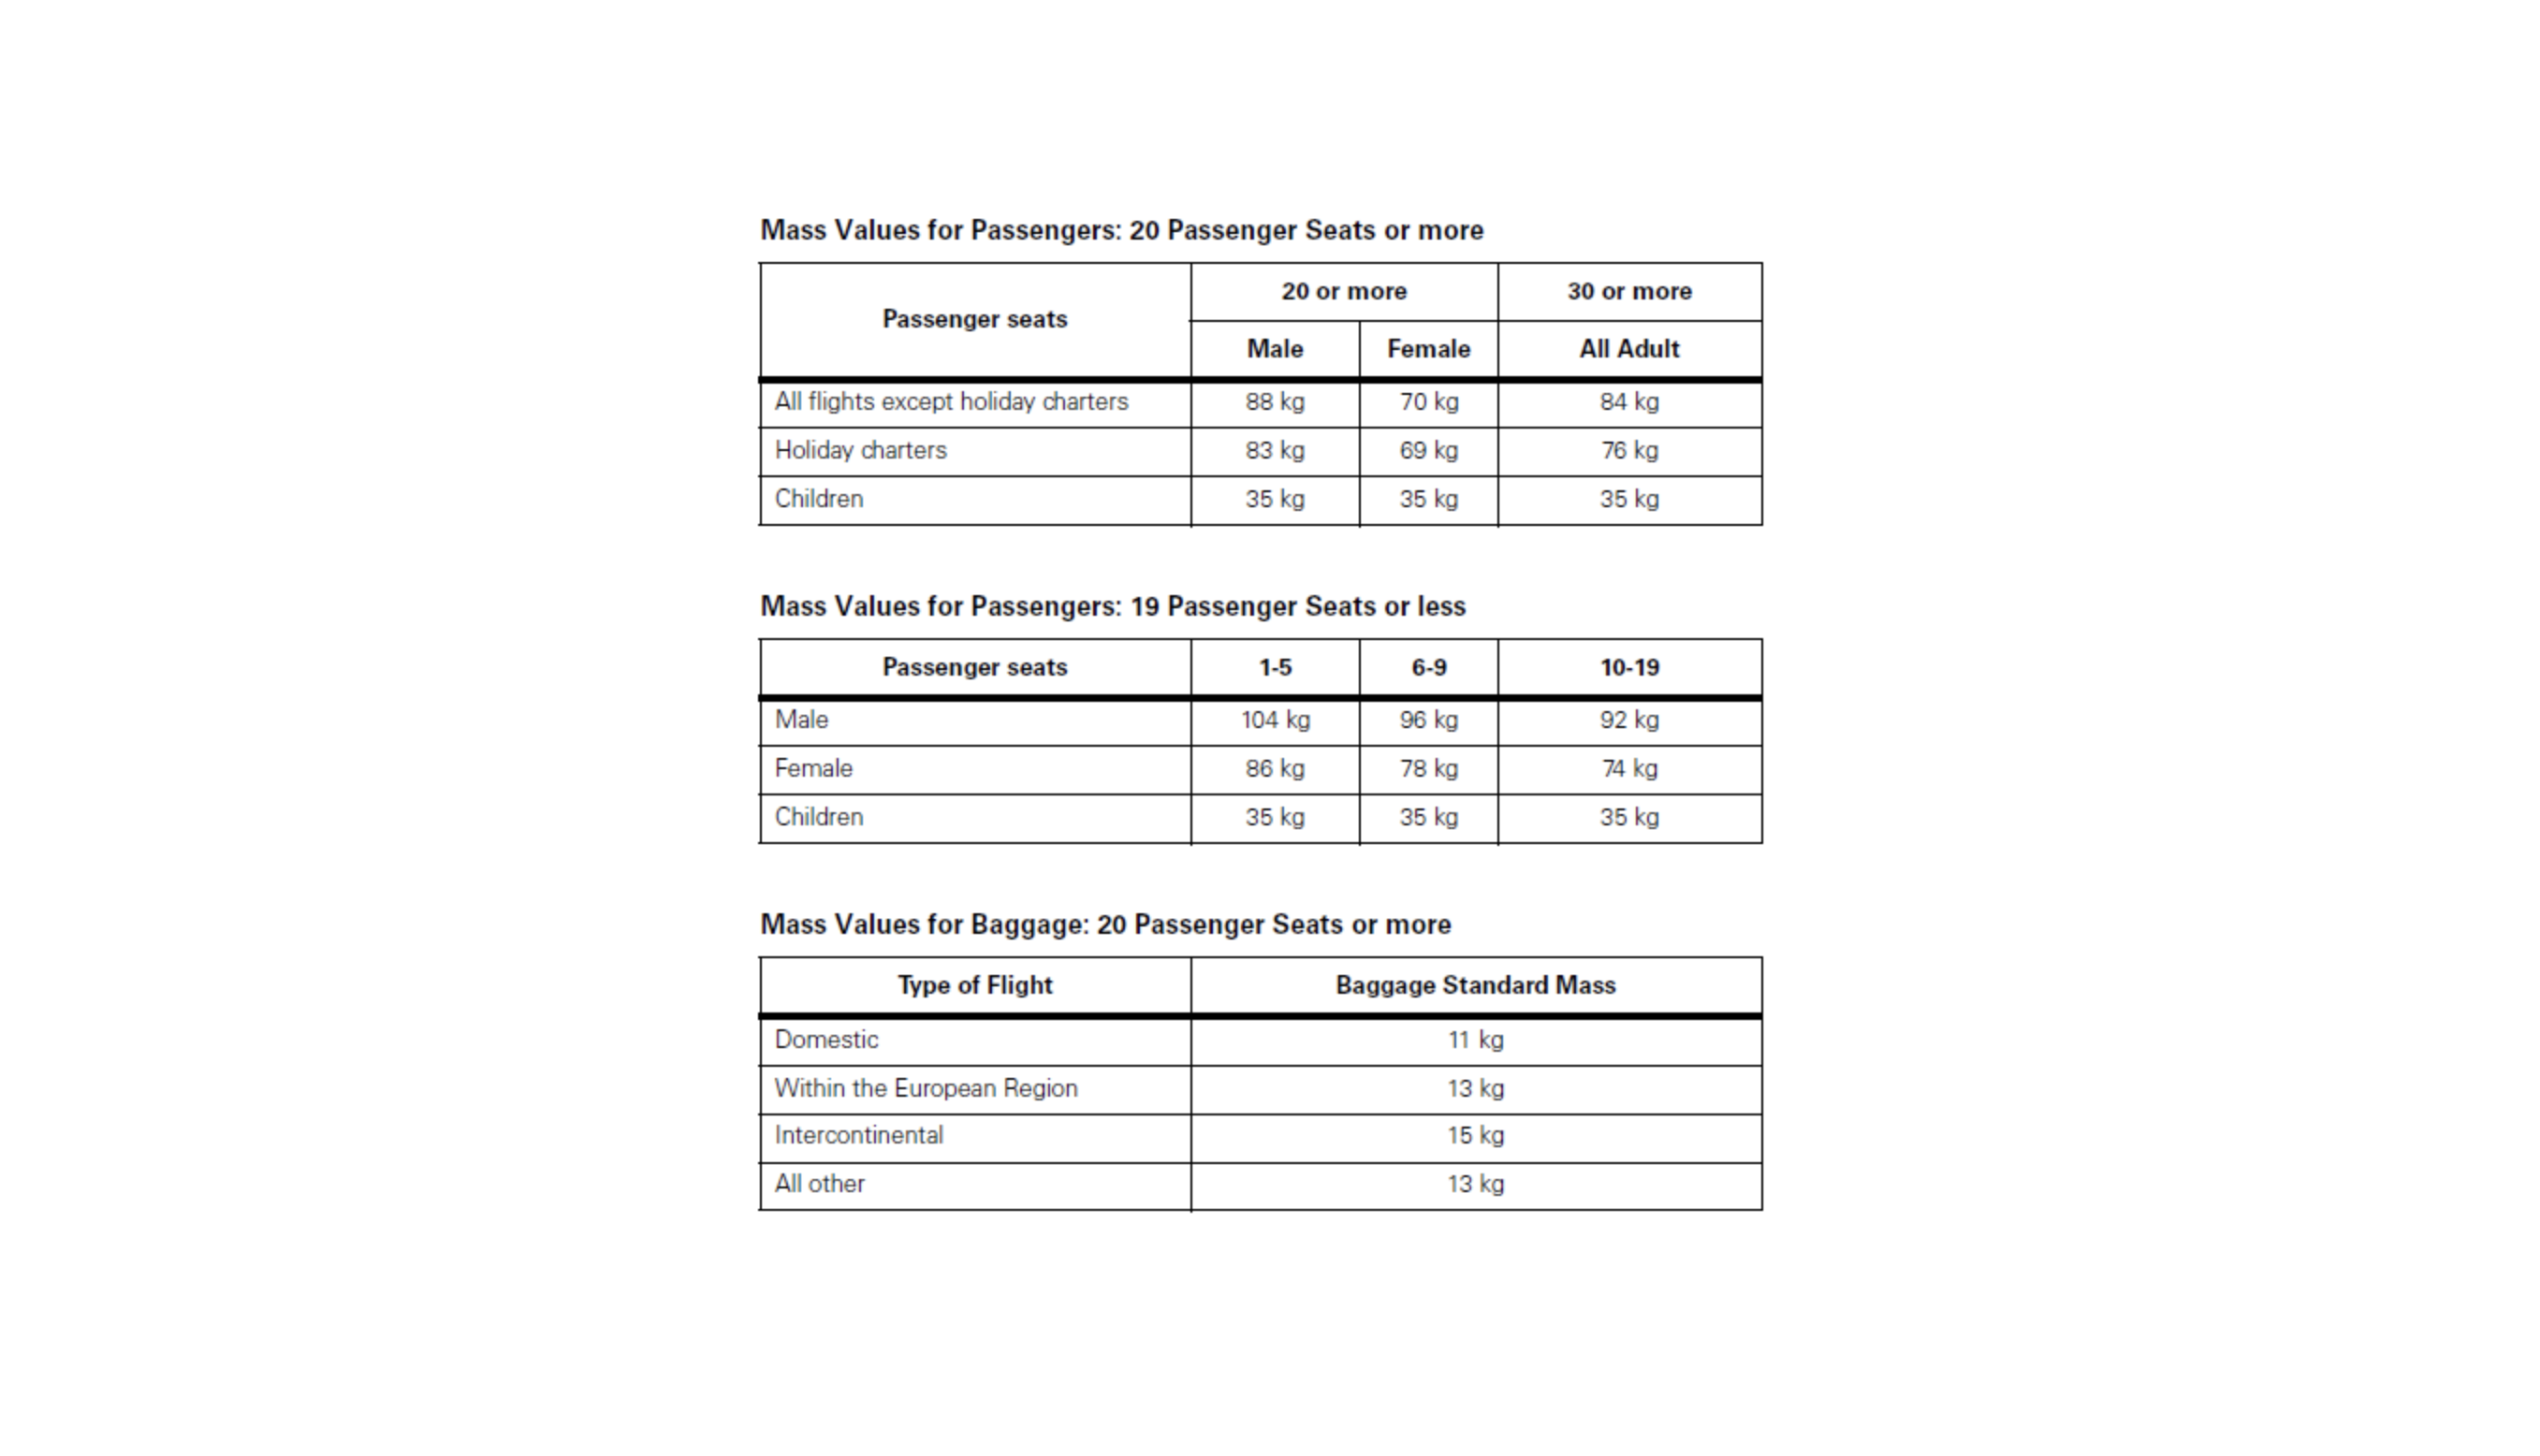 Mass Values for Passengers: 20 Passenger Seats or more
Passenger seats 20 or more 30 or more
Male Female All Adult
All flights except holiday charters 88 kg 70 kg 84 kg
Holiday charters 83 kg 69 kg 76 kg
Children 35 kg 35 kg 35 kg
Mass Values for Passengers: 19 Passenger Seats or less
Passenger seats 1-5 6-9 10-19
Male 104 kg 96 kg 92 kg
Female 86 kg 78 kg 74 kg
Children 35 kg 35 kg 35 kg
Mass Values for Baggage: 20 Passenger Seats or more
Type of Flight Baggage Standard Mass
Domestic 11 kg
Within the European Region 13 kg
Intercontinental 15 kg
All other 13 kg